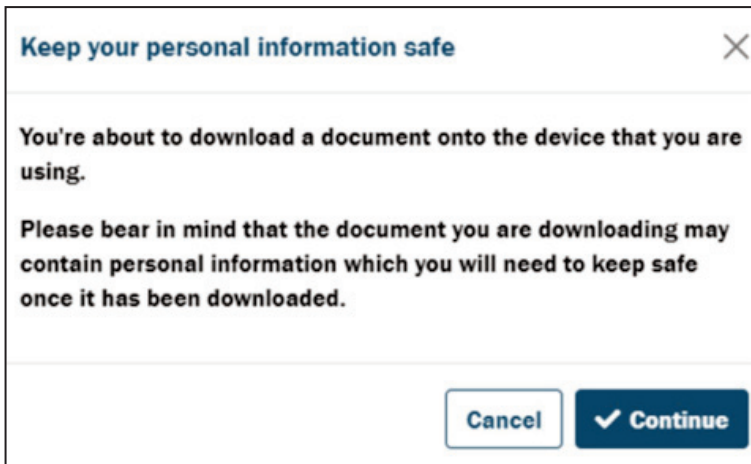 Keep your personal information safe
You're about to download a document onto the device that you are
using.
Please bear in mind that the document you are downloading may
contain personal information which you will need to keep safe
once it has been downloaded.
Cancel
Continue